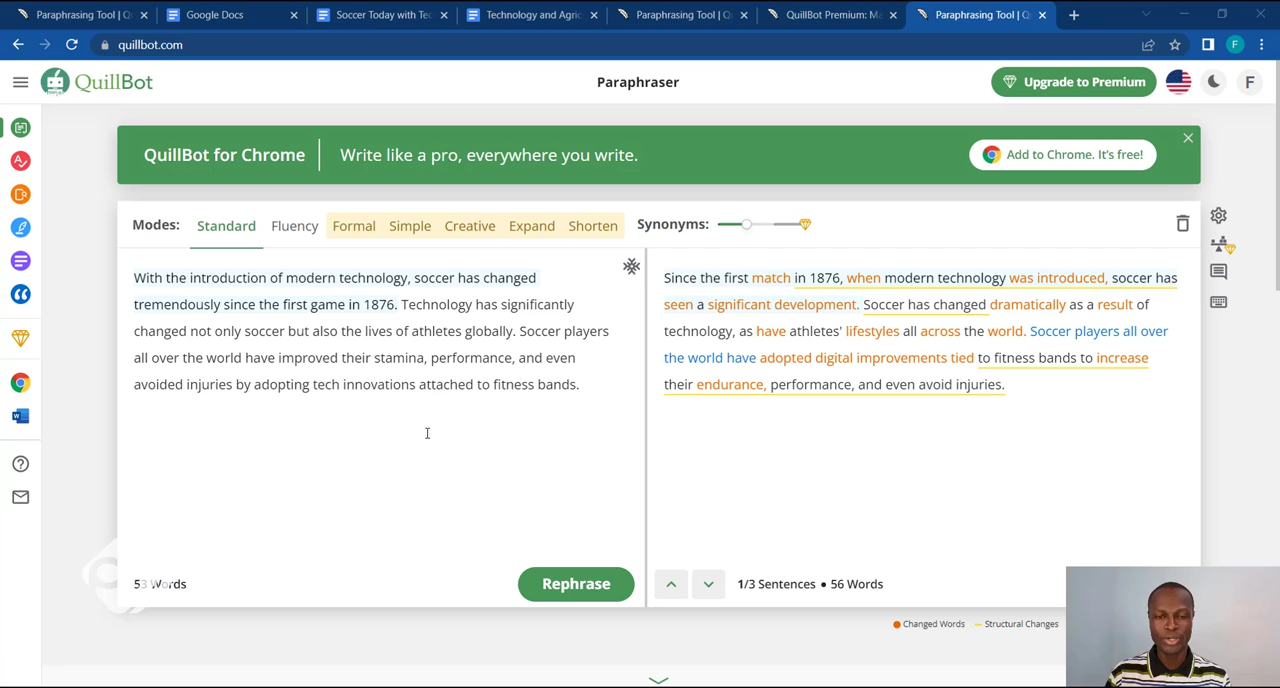 Paraphrasing Tool | Q
Google Docs
Soccer Today with Tec
Technology and Agric
Paraphrasing Tool | Q
QuillBot Premium: Ma
Paraphrasing Tool | Q
quillbot.com
F
QuillBot
Paraphraser
Upgrade to Premium
F
QuillBot for Chrome
Write like a pro, everywhere you write.
Add to Chrome. It's free!
Modes:
Standard
Fluency
Formal
Simple
Creative
Expand
Shorten
Synonyms:
With the introduction of modern technology, soccer has changed
tremendously since the first game in 1876. Technology has significantly
changed not only soccer but also the lives of athletes globally. Soccer players
all over the world have improved their stamina, performance, and even
avoided injuries by adopting tech innovations attached to fitness bands.
Since the first match in 1876, when modern technology was introduced, soccer has
seen a significant development. Soccer has changed dramatically as a result of
technology, as have athletes' lifestyles all across the world. Soccer players all over
the world have adopted digital improvements tied to fitness bands to increase
their endurance, performance, and even avoid injuries.
53 Words
Rephrase
1/3 Sentences • 56 Words
Changed Words
Structural Changes